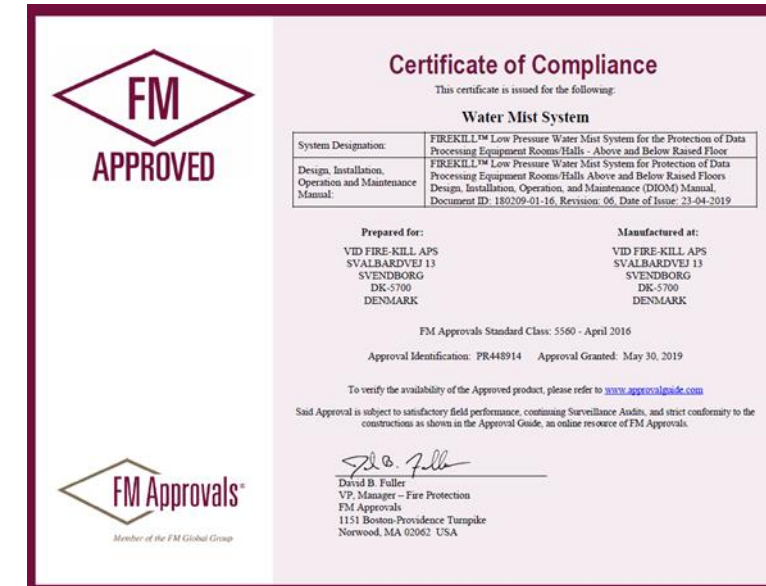 FM
APPROVED
Certificate of Compliance
This certificate is issued for the following:
Water Mist System
System Designation:
FIREKILL™ Low Pressure Water Mist System for the Protection of Data
Processing Equipment Rooms/Halls - Above and Below Raised Floor
Design, Installation,
Operation and Maintenance
Manual:
FIREKILL™ Low Pressure Water Mist System for Protection of Data
Processing Equipment Rooms/Halls Above and Below Raised Floors
Design, Installation, Operation, and Maintenance (DIOM) Manual,
Document ID: 180209-01-16, Revision: 06, Date of Issue: 23-04-2019
Prepared for:
VID FIRE-KILL APS
SVALBARDVEJ 13
SVENDBORG
DK-5700
DENMARK
Manufactured at:
VID FIRE-KILL APS
SVALBARDVEJ 13
SVENDBORG
DK-5700
DENMARK
FM Approvals Standard Class: 5560 - April 2016
Approval Identification: PR448914 Approval Granted: May 30, 2019
To verify the availability of the Approved product, please refer to www.approvalguide.com
Said Approval is subject to satisfactory field performance, continuing Surveillance Audits, and strict conformity to the
constructions as shown in the Approval Guide, an online resource of FM Approvals.
David B. Fuller
VP, Manager – Fire Protection
FM Approvals
1151 Boston-Providence Turnpike
Norwood, MA 02062 USA
FM Approvals®
Member of the FM Global Group